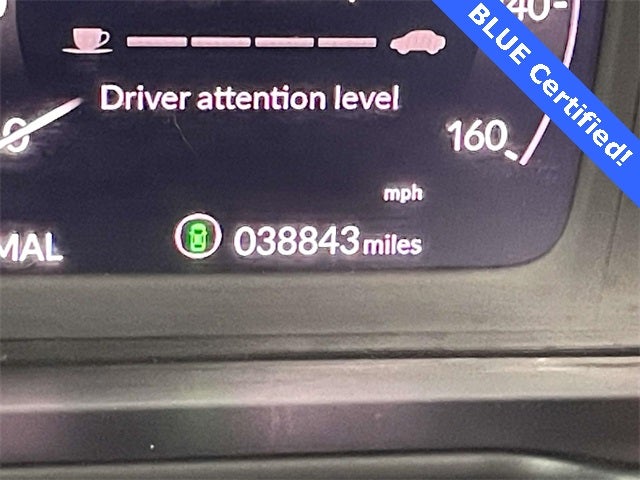 BLUE Certified!
Driver attention level
160
mph
038843 miles